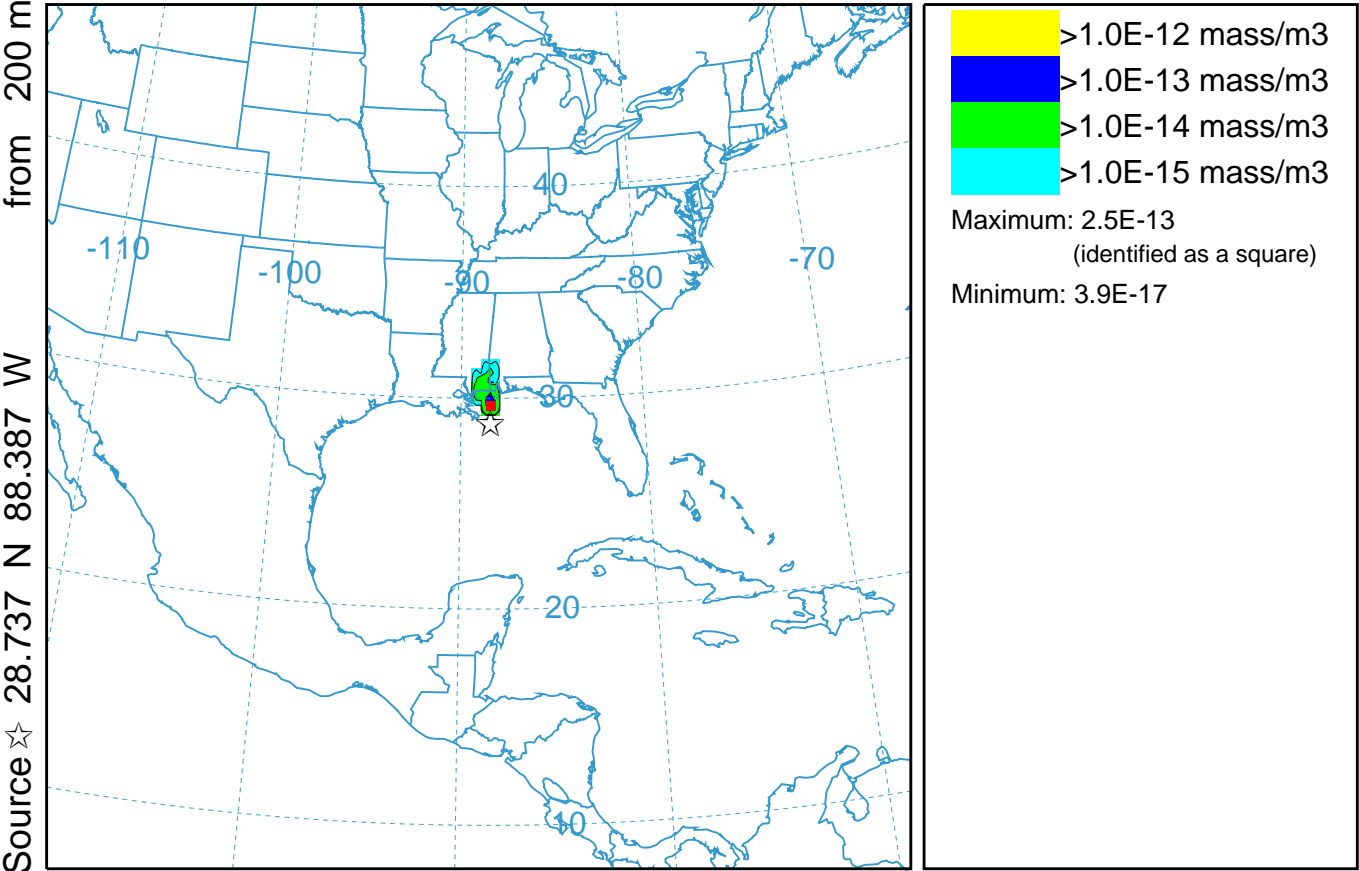 Source ☆ 28.737 N 88.387 W from 200 m
>1.0E-12 mass/m3
>1.0E-13 mass/m3
>1.0E-14 mass/m3
>1.0E-15 mass/m3
Maximum: 2.5E-13
(identified as a square)
Minimum: 3.9E-17
40
-110
-100
-90
-80
-70
30
20
10